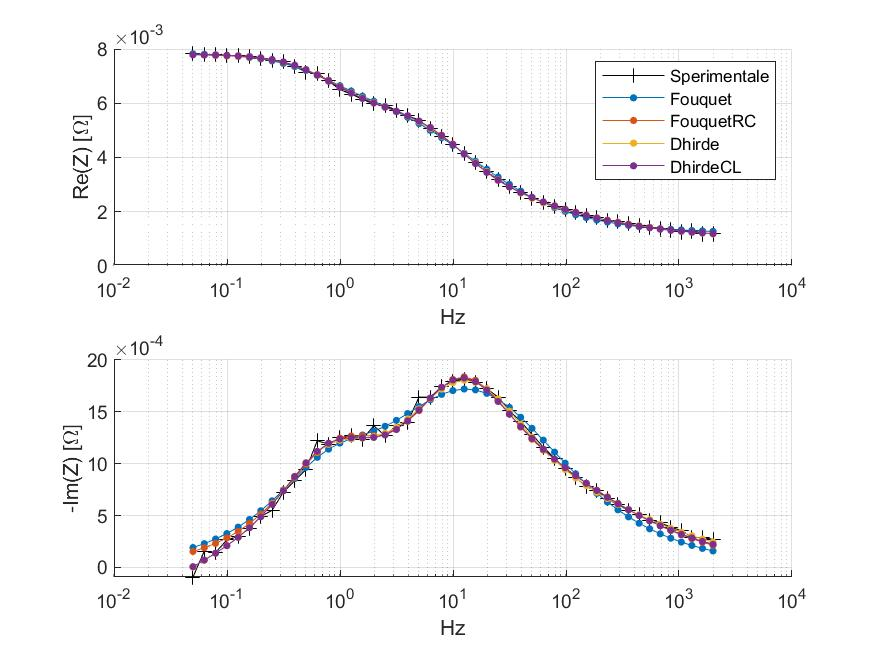 ×10⁻³
8
6
4
2
0
Re(Z) [Ω]
Sperimentale
Fouquet
FouquetRC
Dhirde
DhirdeCL
10⁻² 10⁻¹ 10⁰ 10¹ 10² 10³ 10⁴
Hz
×10⁻⁴
20
15
10
5
0
-Im(Z) [Ω]
10⁻² 10⁻¹ 10⁰ 10¹ 10² 10³ 10⁴
Hz